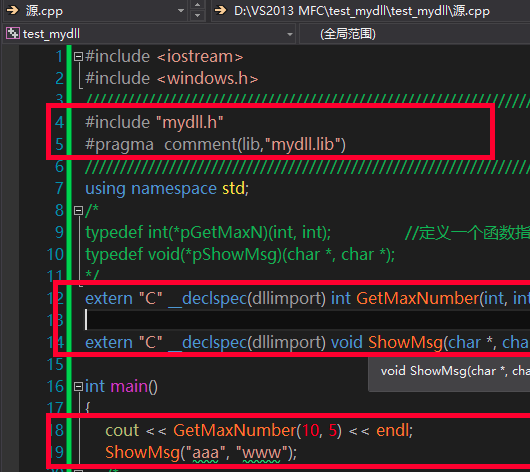 源.cpp D:\VS2013 MFC\test_mydll\test_mydll\源.cpp
test_mydll (全局范围)
1 #include <iostream>
2 #include <windows.h>
3 ////////////////////////////////////////////////////////////////
4 #include "mydll.h"
5 #pragma comment(lib,"mydll.lib")
6 ////////////////////////////////////////////////////////////////
7 using namespace std;
8 /*
9 typedef int(*pGetMaxN)(int, int); //定义一个函数指
10 typedef void(*pShowMsg)(char *, char *);
11 */
12 extern "C" __declspec(dllimport) int GetMaxNumber(int, int
13
14 extern "C" __declspec(dllimport) void ShowMsg(char *, cha
void ShowMsg(char *, char
15
16 int main()
17 {
18 cout << GetMaxNumber(10, 5) << endl;
19 ShowMsg("aaa", "www");